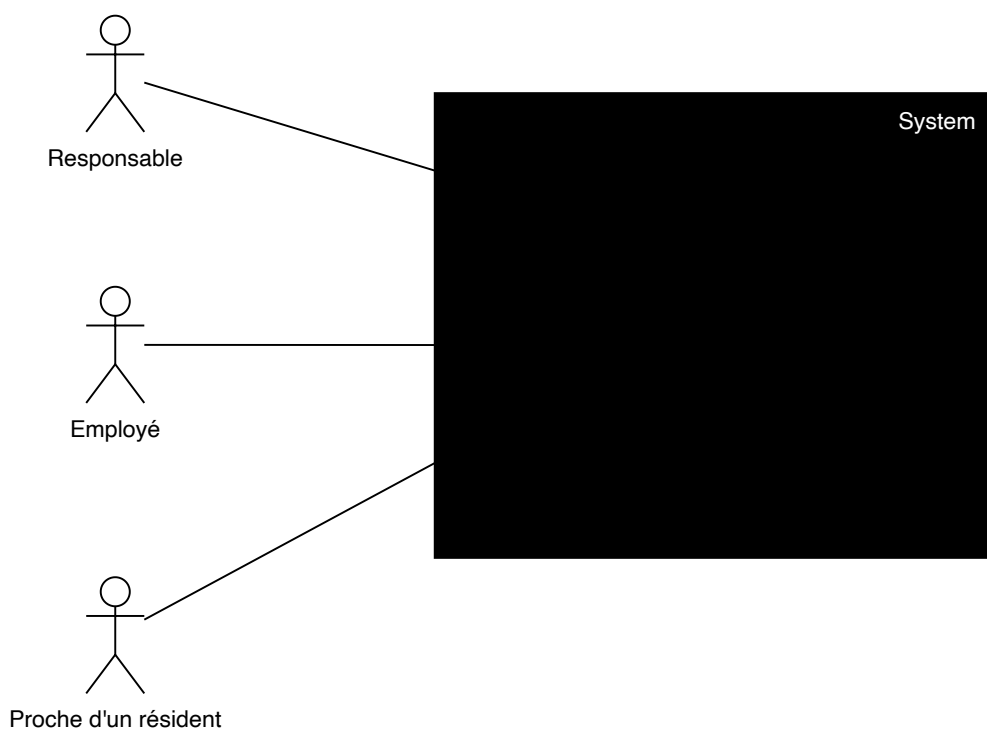 System
Responsable
Employé
Proche d'un résident